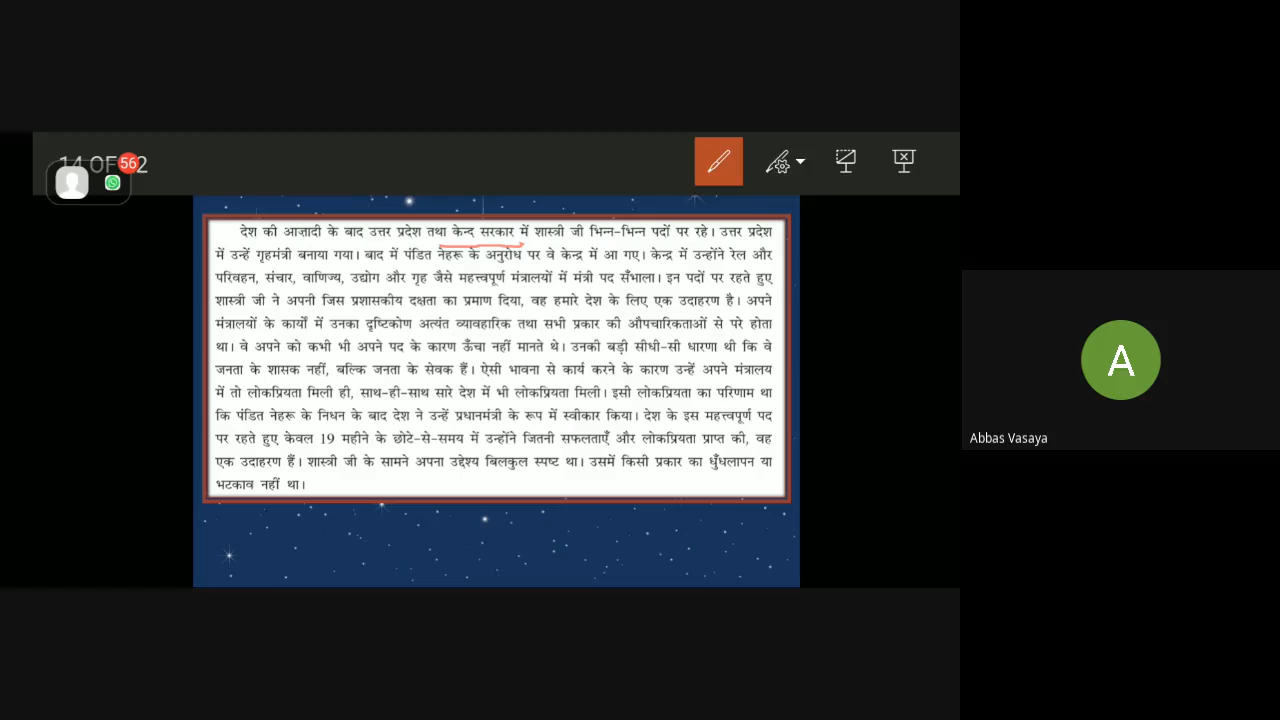 14 OF 2
56
देश की आज़ादी के बाद उत्तर प्रदेश तथा केन्द सरकार में शास्त्री जी भिन्न-भिन्न पदों पर रहे। उत्तर प्रदेश
में उन्हें गृहमंत्री बनाया गया। बाद में पंडित नेहरू के अनुरोध पर वे केन्द्र में आ गए। केन्द्र में उन्होंने रेल और
परिवहन, संचार, वाणिज्य, उद्योग और गृह जैसे महत्त्वपूर्ण मंत्रालयों में मंत्री पद सँभाला। इन पदों पर रहते हुए
शास्त्री जी ने अपनी जिस प्रशासकीय दक्षता का प्रमाण दिया, वह हमारे देश के लिए एक उदाहरण है। अपने
मंत्रालयों के कार्यों में उनका दृष्टिकोण अत्यंत व्यावहारिक तथा सभी प्रकार की औपचारिकताओं से परे होता
था। वे अपने को कभी भी अपने पद के कारण ऊँचा नहीं मानते थे। उनकी बड़ी सीधी-सी धारणा थी कि वे
जनता के शासक नहीं, बल्कि जनता के सेवक हैं। ऐसी भावना से कार्य करने के कारण उन्हें अपने मंत्रालय
में तो लोकप्रियता मिली ही, साथ-ही-साथ सारे देश में भी लोकप्रियता मिली। इसी लोकप्रियता का परिणाम था
कि पंडित नेहरू के निधन के बाद देश ने उन्हें प्रधानमंत्री के रूप में स्वीकार किया। देश के इस महत्त्वपूर्ण पद
पर रहते हुए केवल 19 महीने के छोटे-से-समय में उन्होंने जितनी सफलताएँ और लोकप्रियता प्राप्त की, वह
एक उदाहरण हैं। शास्त्री जी के सामने अपना उद्देश्य बिलकुल स्पष्ट था। उसमें किसी प्रकार का धुँधलापन या
भटकाव नहीं था।
A
Abbas Vasaya